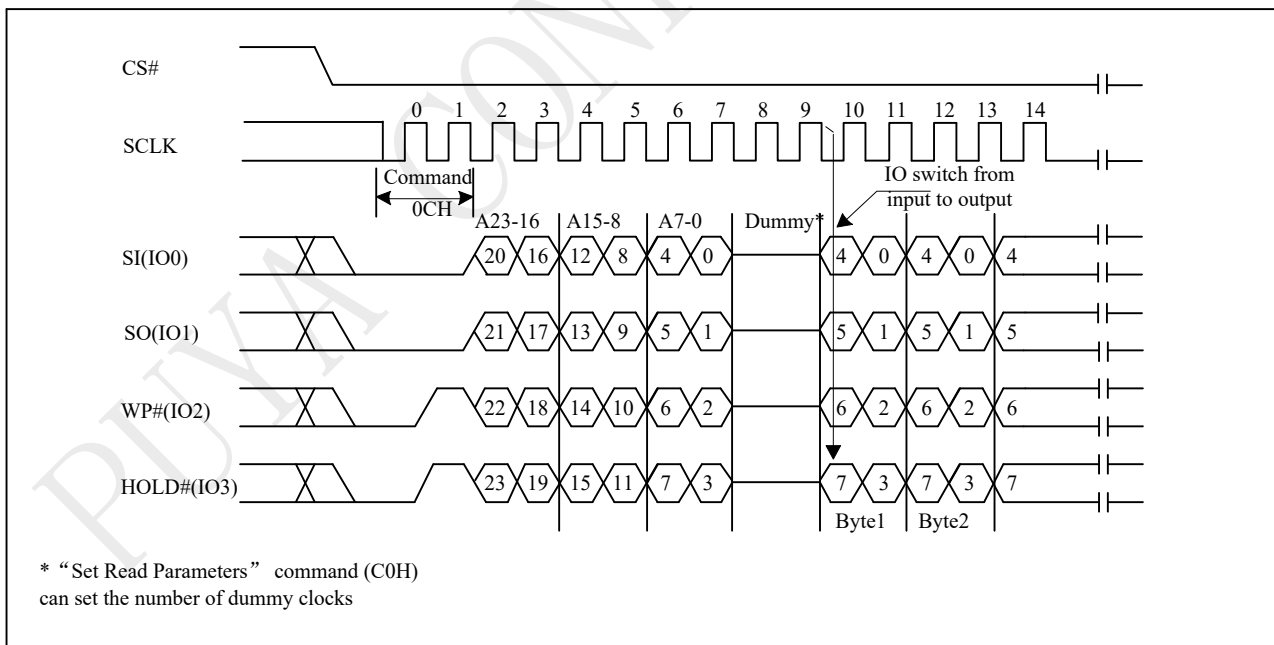 PUYA CONF
CS#
0 1 2 3 4 5 6 7 8 9 10 11 12 13 14
SCLK
Command
0CH
IO switch from
input to output
A23-16 A15-8 A7-0 Dummy*
SI(IO0) 20 16 12 8 4 0 4 0 4 0 4
SO(IO1) 21 17 13 9 5 1 5 1 5 1 5
WP#(IO2) 22 18 14 10 6 2 6 2 6 2 6
HOLD#(IO3) 23 19 15 11 7 3 7 3 7 3 7
Byte1 Byte2
* “Set Read Parameters” command (C0H)
can set the number of dummy clocks